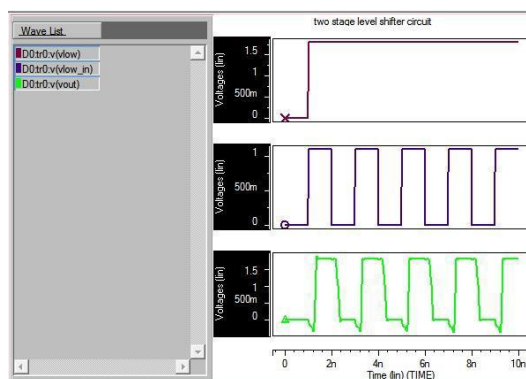 two stage level shifter circuit
Wave List
D0:tr0:v(vlow)
D0:tr0:v(vlow_in)
D0:tr0:v(vout)
Voltages (lin)
1.5
1
500m
0
Voltages (lin)
1
500m
0
Voltages (lin)
1.5
1
500m
0
0 2n 4n 6n 8n 10n
Time (lin) (TIME)